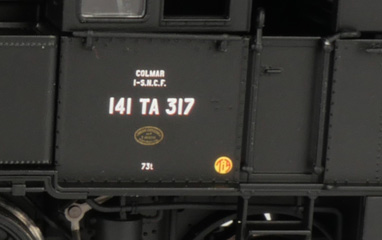 COLMAR
1-S.N.C.F.
141 TA 317
73t